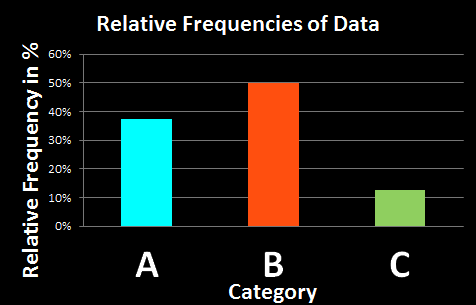 Relative Frequencies of Data
Relative Frequency in %
60%
50%
40%
30%
20%
10%
0%
A B C
Category